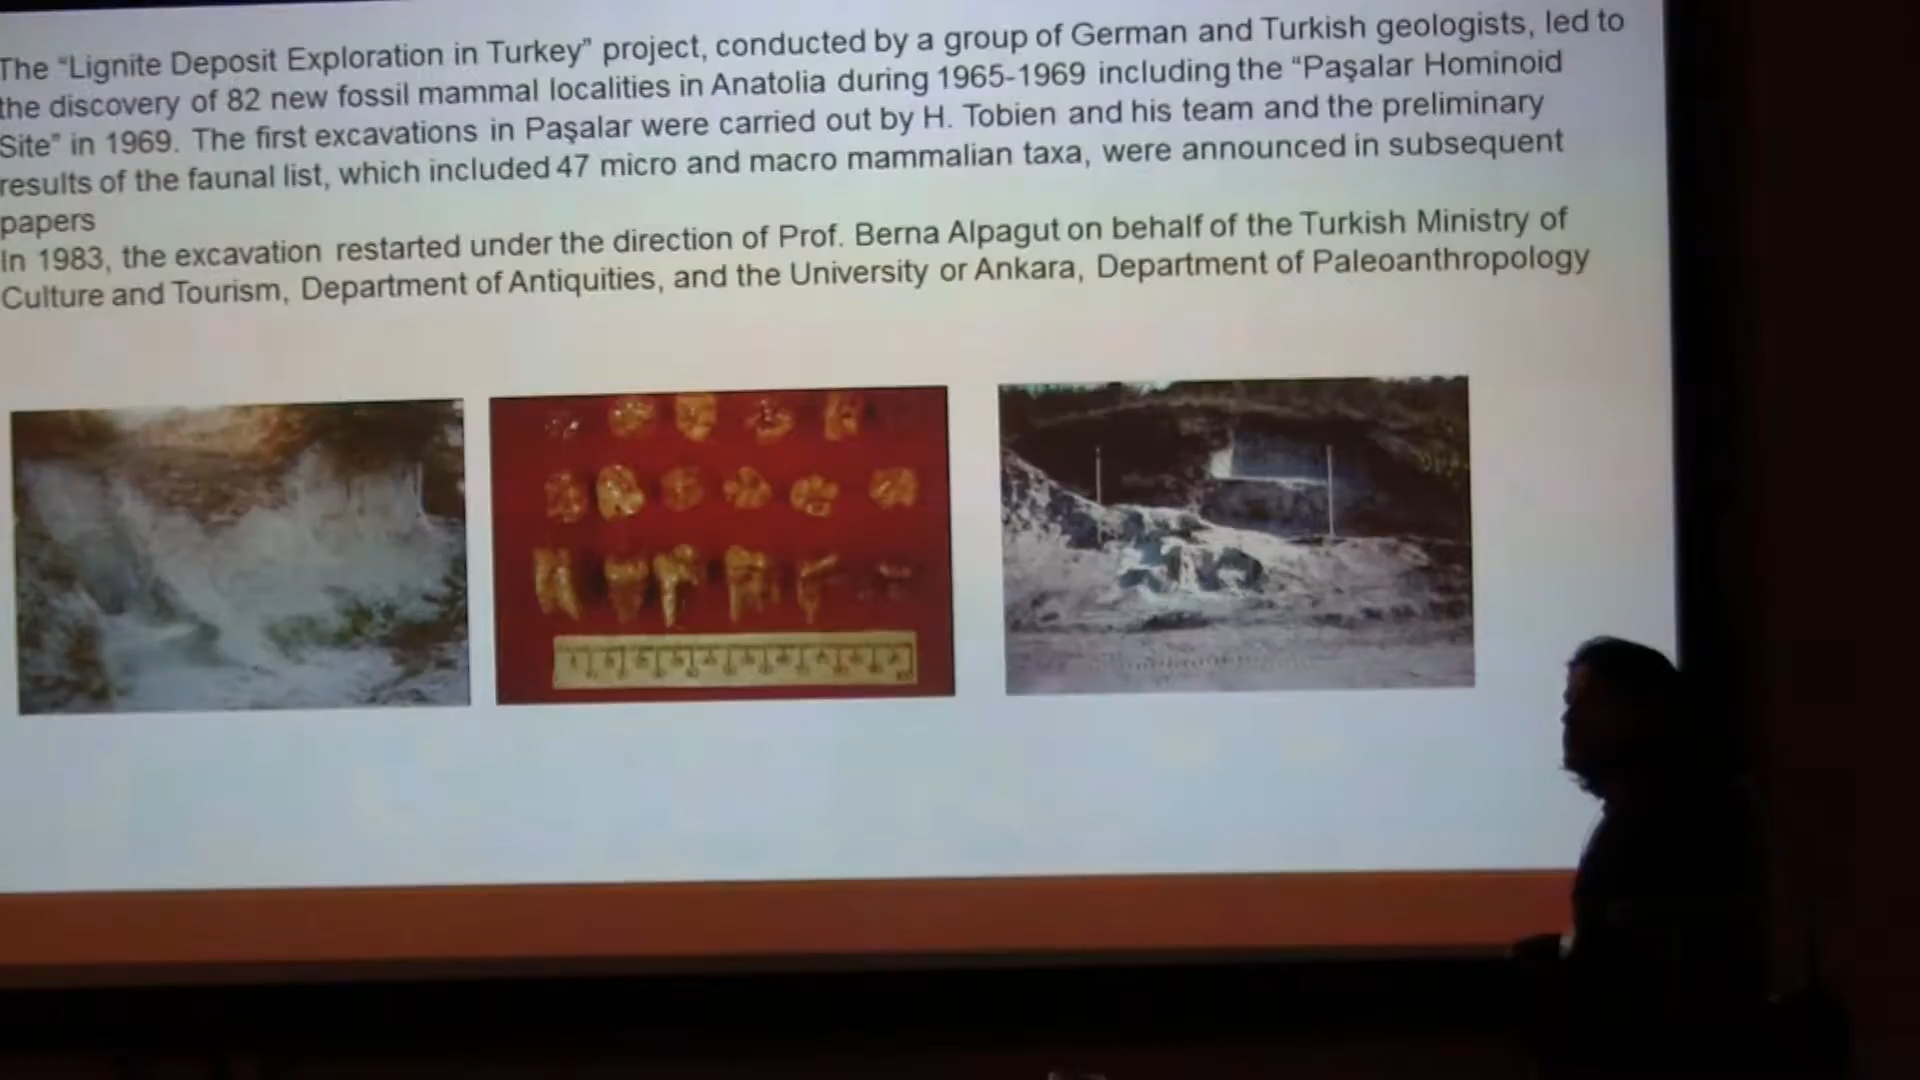 The “Lignite Deposit Exploration in Turkey” project, conducted by a group of German and Turkish geologists, led to
the discovery of 82 new fossil mammal localities in Anatolia during 1965-1969 including the “Paşalar Hominoid
Site” in 1969. The first excavations in Paşalar were carried out by H. Tobien and his team and the preliminary
results of the faunal list, which included 47 micro and macro mammalian taxa, were announced in subsequent
papers
In 1983, the excavation restarted under the direction of Prof. Berna Alpagut on behalf of the Turkish Ministry of
Culture and Tourism, Department of Antiquities, and the University or Ankara, Department of Paleoanthropology